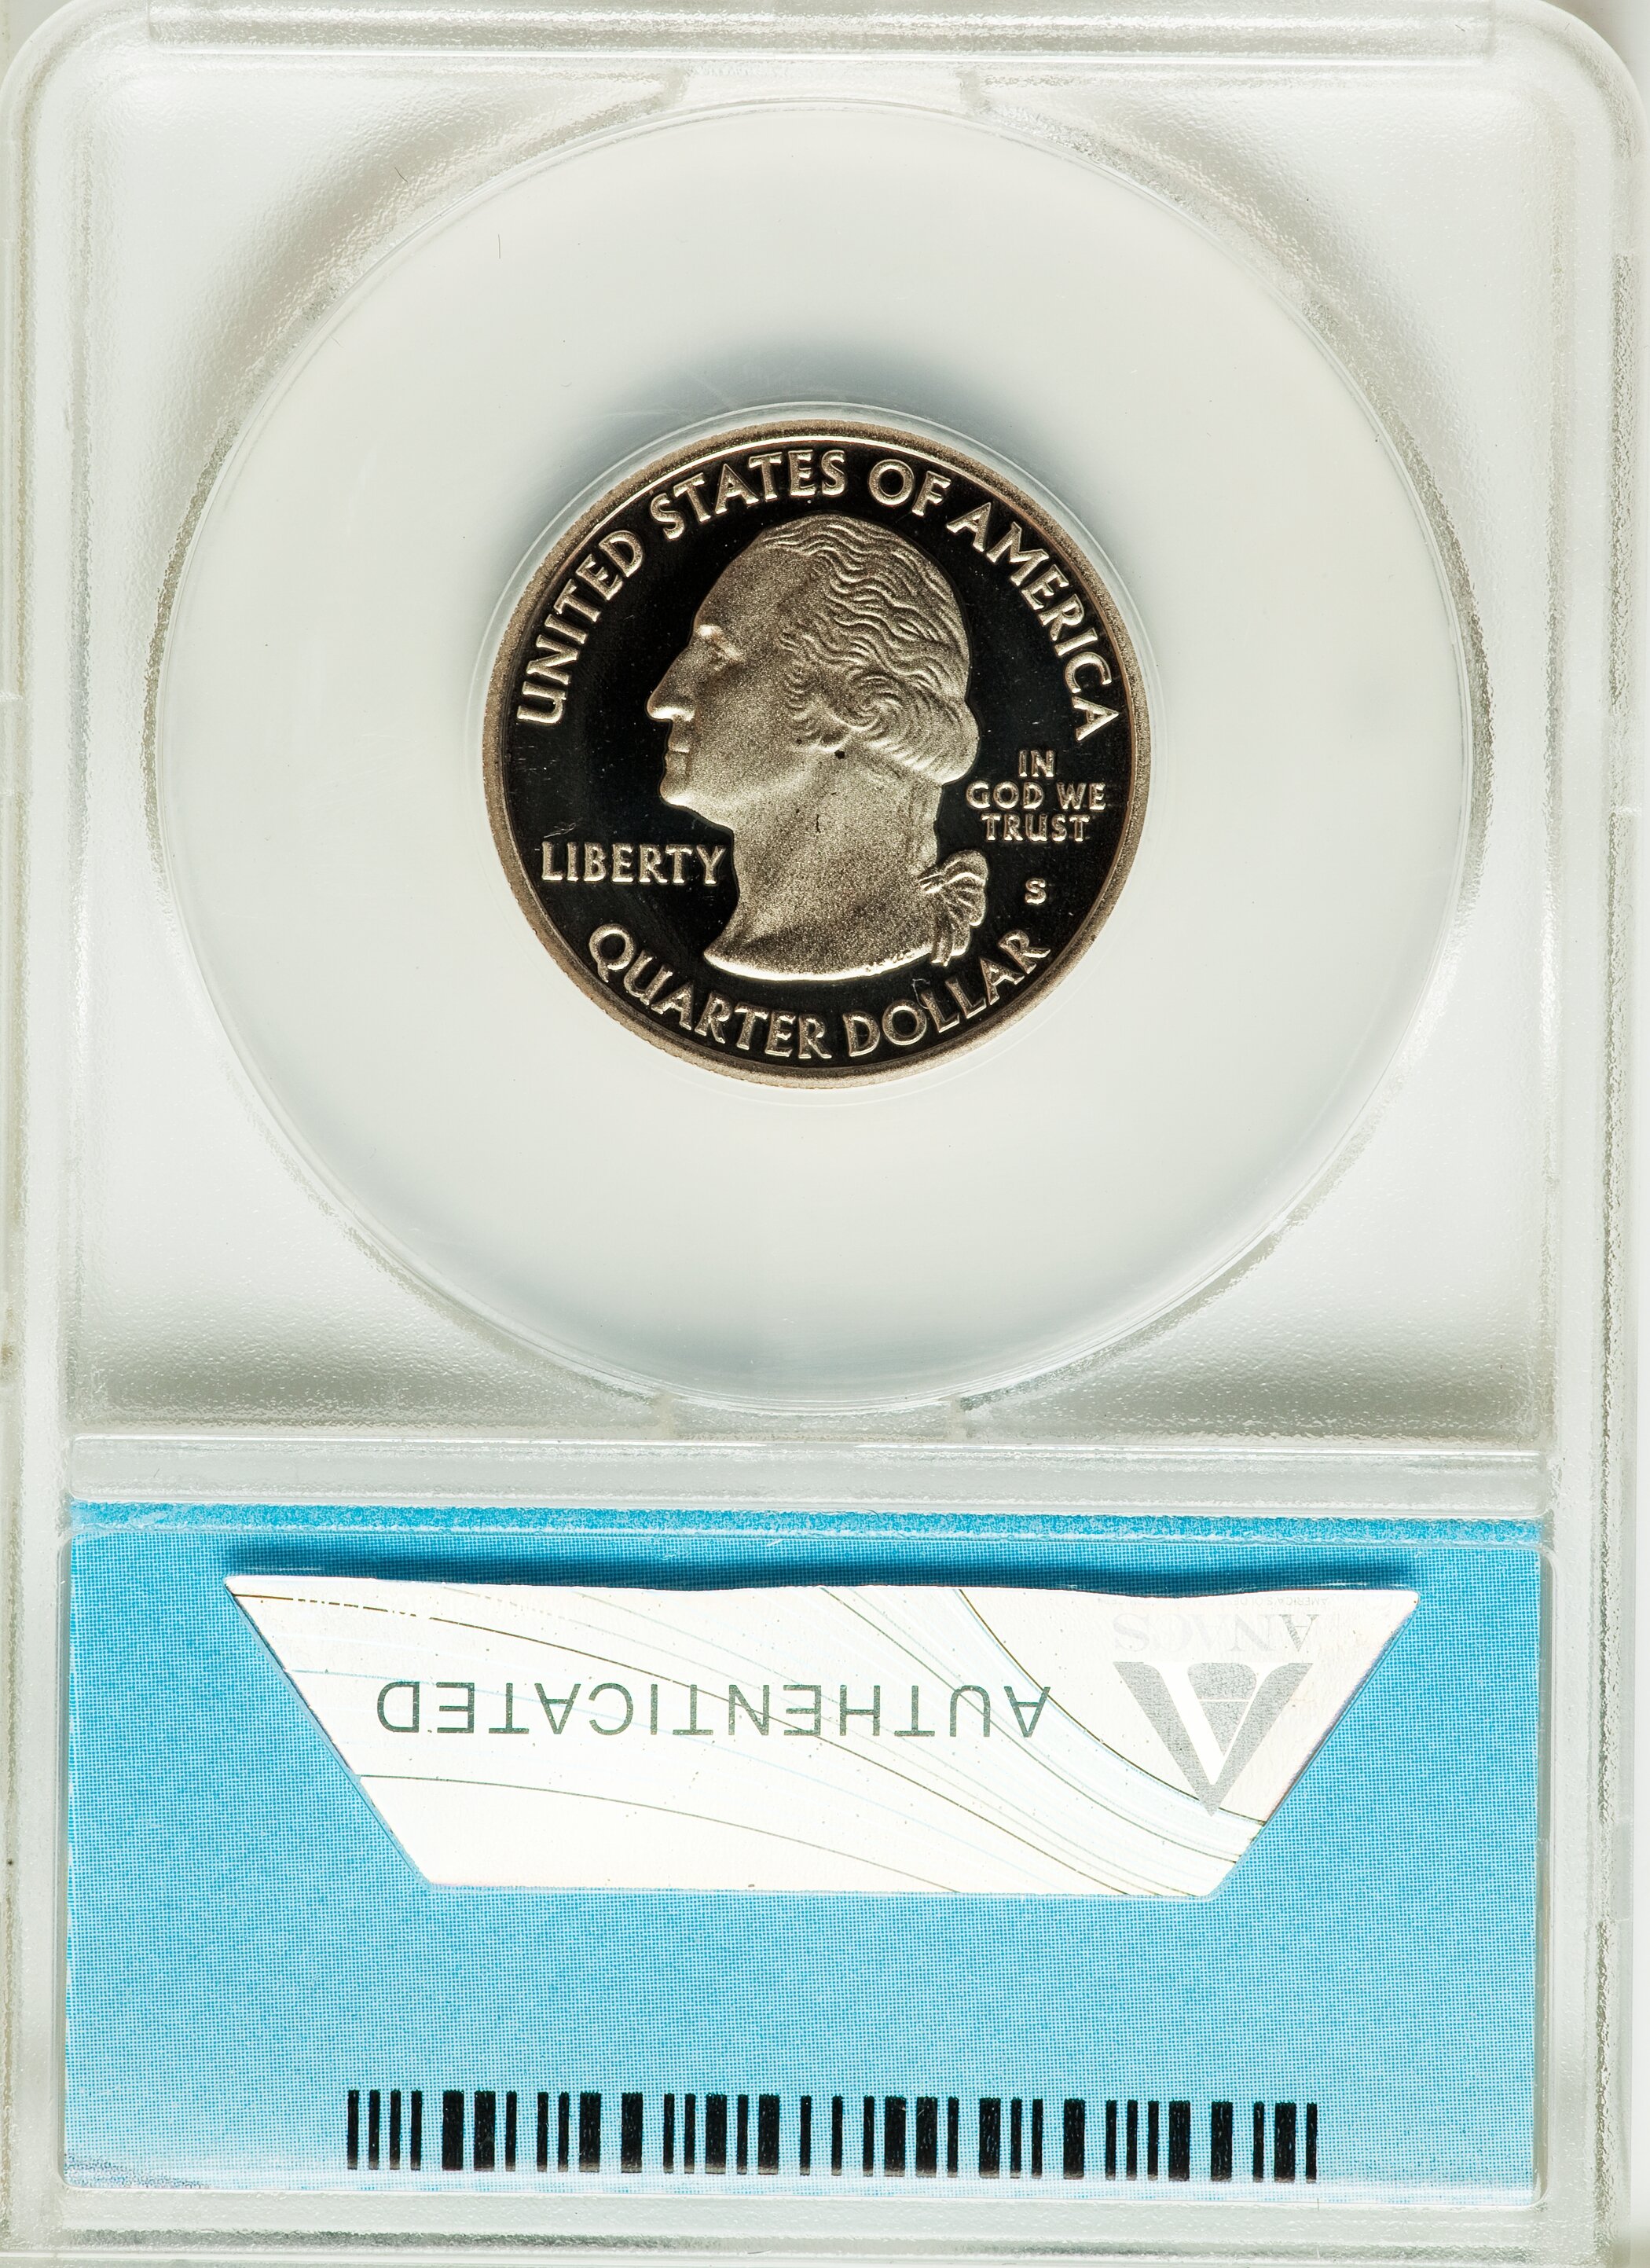 UNITED STATES OF AMERICA
IN
GOD WE
TRUST
LIBERTY
S
QUARTER DOLLAR
ANACS
AUTHENTICATED